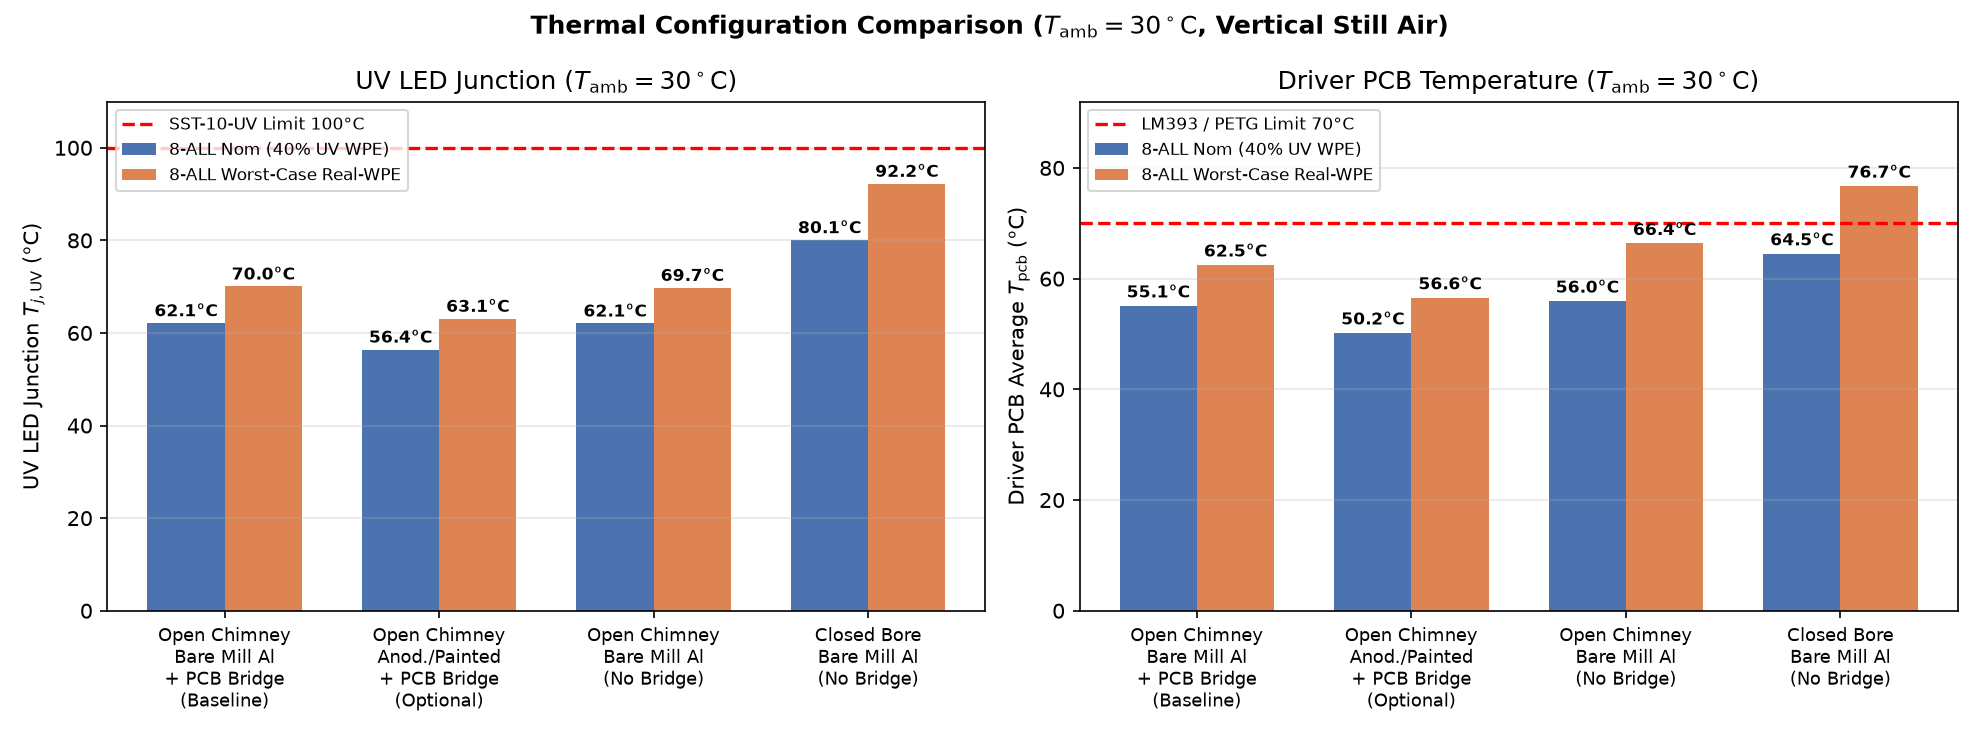 Thermal Configuration Comparison (T_amb = 30°C, Vertical Still Air)
UV LED Junction (T_amb = 30°C)
UV LED Junction T_j,UV (°C)
100
80
60
40
20
0
SST-10-UV Limit 100°C
8-ALL Nom (40% UV WPE)
8-ALL Worst-Case Real-WPE
62.1°C
70.0°C
56.4°C
63.1°C
62.1°C
69.7°C
80.1°C
92.2°C
Open Chimney
Bare Mill Al
+ PCB Bridge
(Baseline)
Open Chimney
Anod./Painted
+ PCB Bridge
(Optional)
Open Chimney
Bare Mill Al
(No Bridge)
Closed Bore
Bare Mill Al
(No Bridge)
Driver PCB Temperature (T_amb = 30°C)
Driver PCB Average T_pcb (°C)
80
60
40
20
0
LM393 / PETG Limit 70°C
8-ALL Nom (40% UV WPE)
8-ALL Worst-Case Real-WPE
55.1°C
62.5°C
50.2°C
56.6°C
56.0°C
66.4°C
64.5°C
76.7°C
Open Chimney
Bare Mill Al
+ PCB Bridge
(Baseline)
Open Chimney
Anod./Painted
+ PCB Bridge
(Optional)
Open Chimney
Bare Mill Al
(No Bridge)
Closed Bore
Bare Mill Al
(No Bridge)